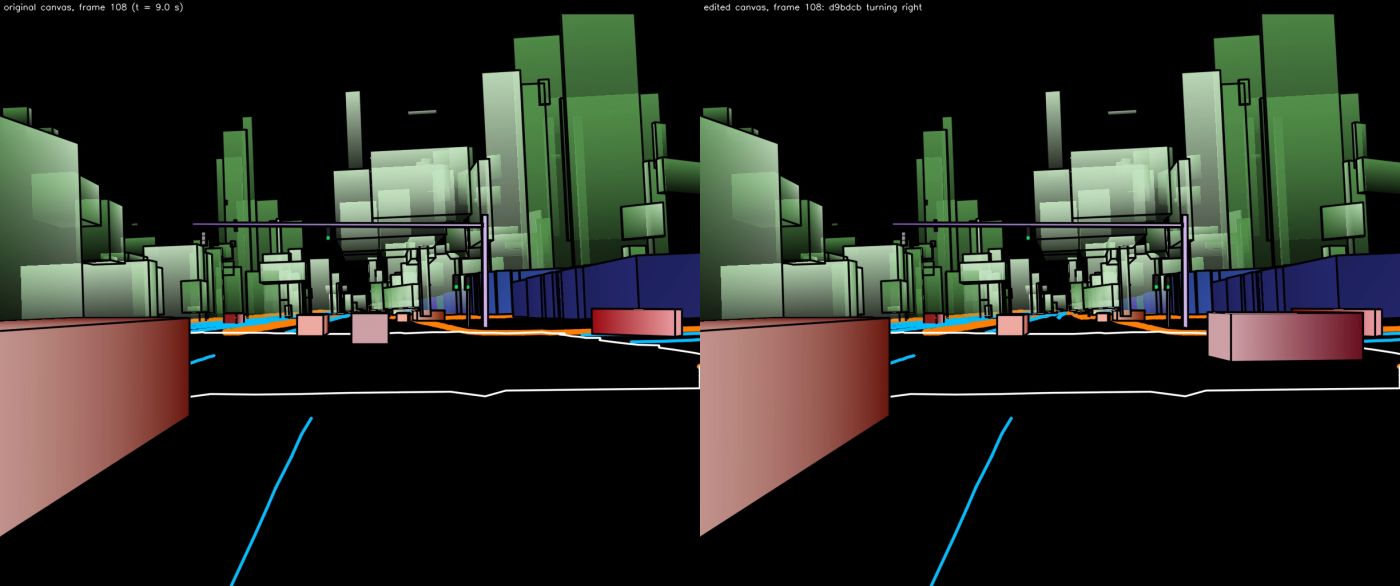 original canvas, frame 108 (t = 9.0 s)
edited canvas, frame 108: d9bdcb turning right